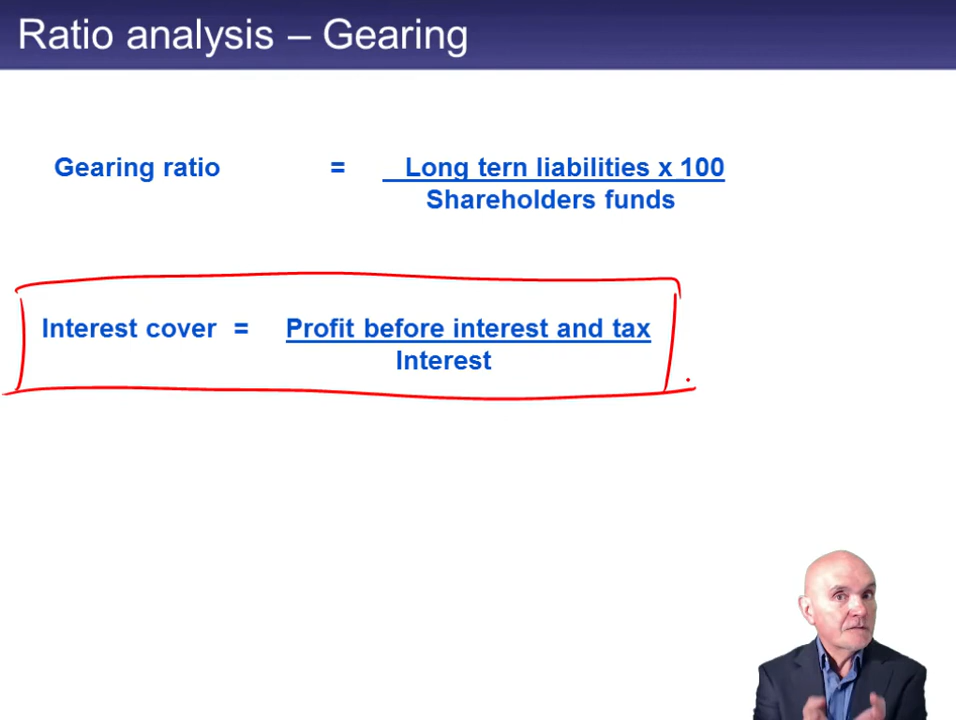 Ratio analysis – Gearing
Gearing ratio = Long tern liabilities x 100
Shareholders funds
Interest cover = Profit before interest and tax
Interest